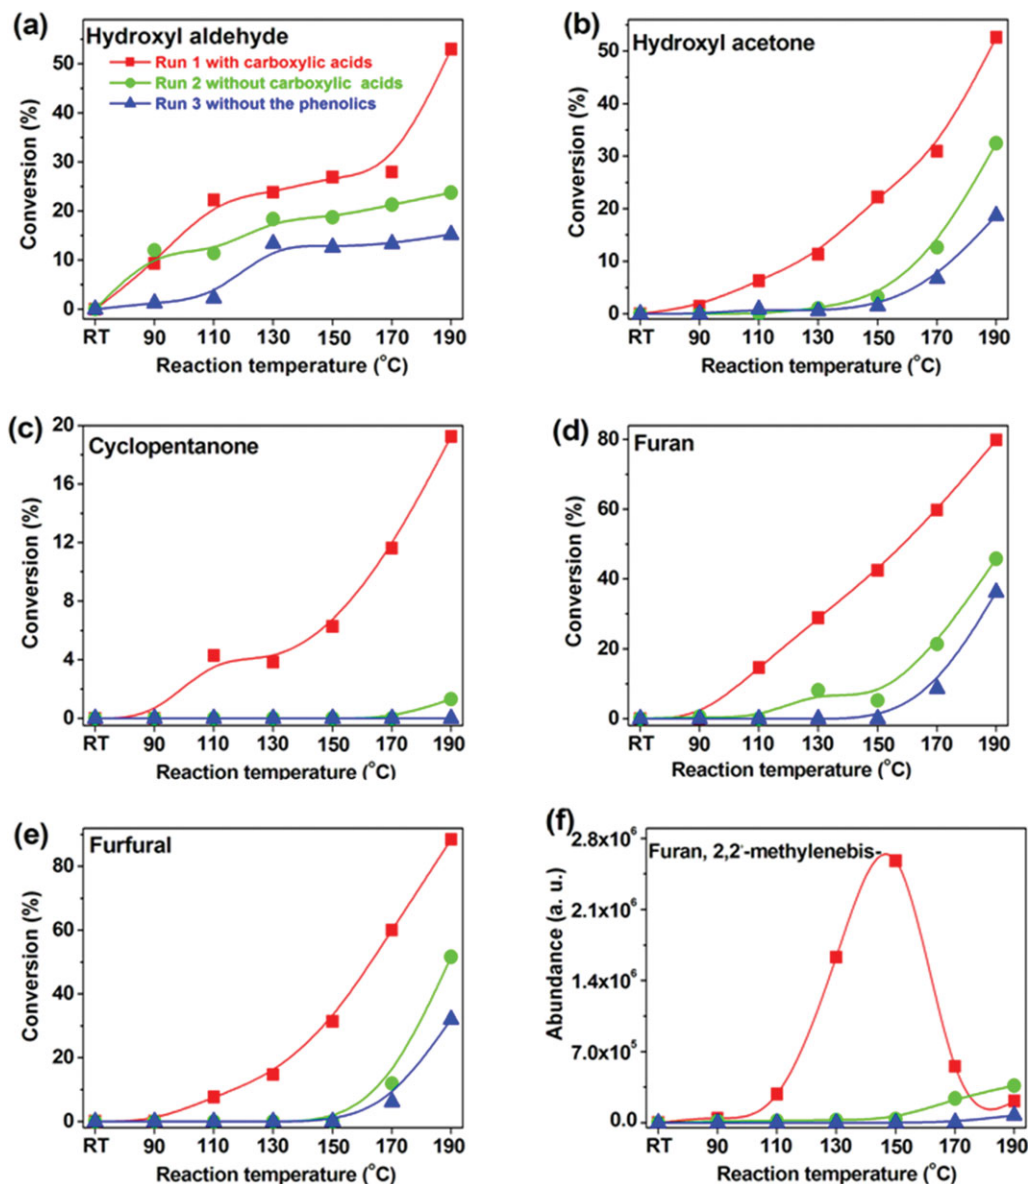 (a)
Hydroxyl aldehyde
Run 1 with carboxylic acids
Run 2 without carboxylic acids
Run 3 without the phenolics
Conversion (%)
50
40
30
20
10
0
RT 90 110 130 150 170 190
Reaction temperature (°C)
(b)
Hydroxyl acetone
Conversion (%)
50
40
30
20
10
0
RT 90 110 130 150 170 190
Reaction temperature (°C)
(c)
Cyclopentanone
Conversion (%)
20
16
12
8
4
0
RT 90 110 130 150 170 190
Reaction temperature (°C)
(d)
Furan
Conversion (%)
80
60
40
20
0
RT 90 110 130 150 170 190
Reaction temperature (°C)
(e)
Furfural
Conversion (%)
80
60
40
20
0
RT 90 110 130 150 170 190
Reaction temperature (°C)
(f)
Furan, 2,2'-methylenebis-
Abundance (a. u.)
2.8x10⁶
2.1x10⁶
1.4x10⁶
7.0x10⁵
0.0
RT 90 110 130 150 170 190
Reaction temperature (°C)